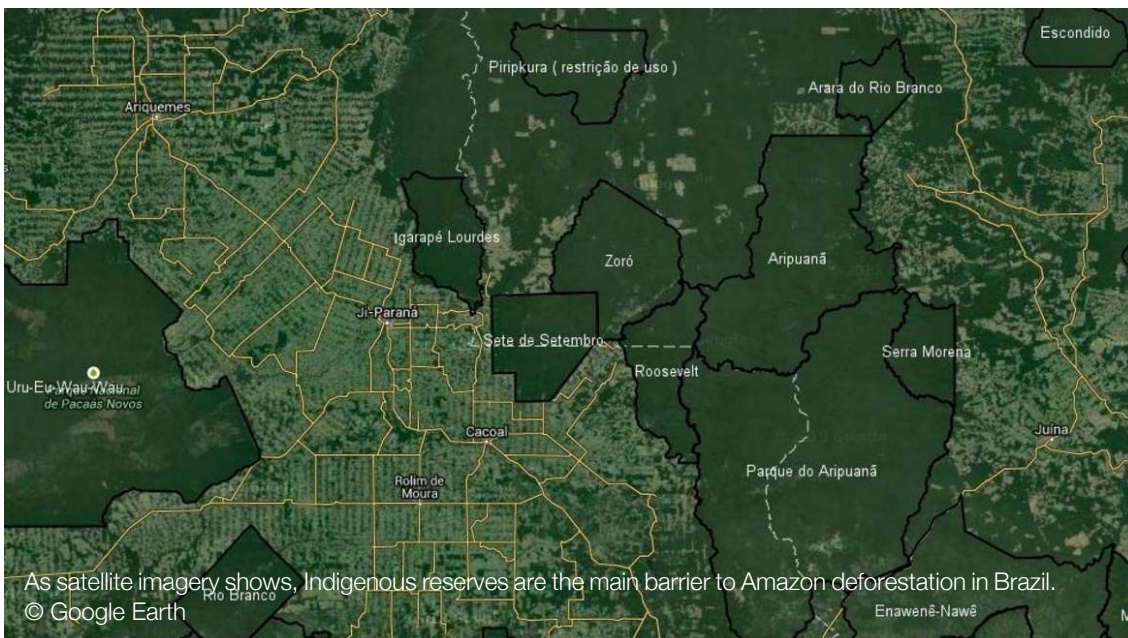 Escondido
Piripkura ( restrição de uso )
Arara do Rio Branco
Ariquemes
Igarapé Lourdes
Zoró
Aripuanã
Ji-Paraná
Sete de Setembro
Serra Morena
Roosevelt
Uru-Eu-Wau-Wau
Parque Nacional
de Pacaás Novos
Juína
Cacoal
Parque do Aripuanã
Rolim de
Moura
As satellite imagery shows, Indigenous reserves are the main barrier to Amazon deforestation in Brazil.
Rio Branco
© Google Earth
Enawenê-Nawê